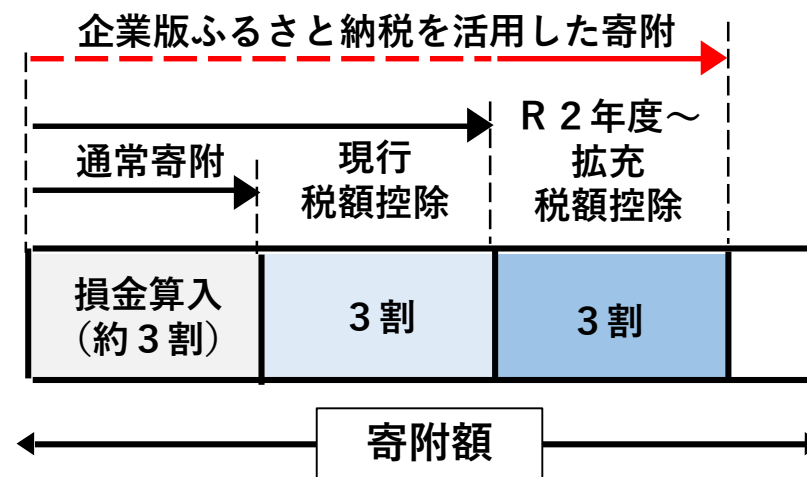 企業版ふるさと納税を活用した寄附
通常寄附
現行
税額控除
Ｒ２年度～
拡充
税額控除
損金算入
（約３割）
３割
３割
寄附額